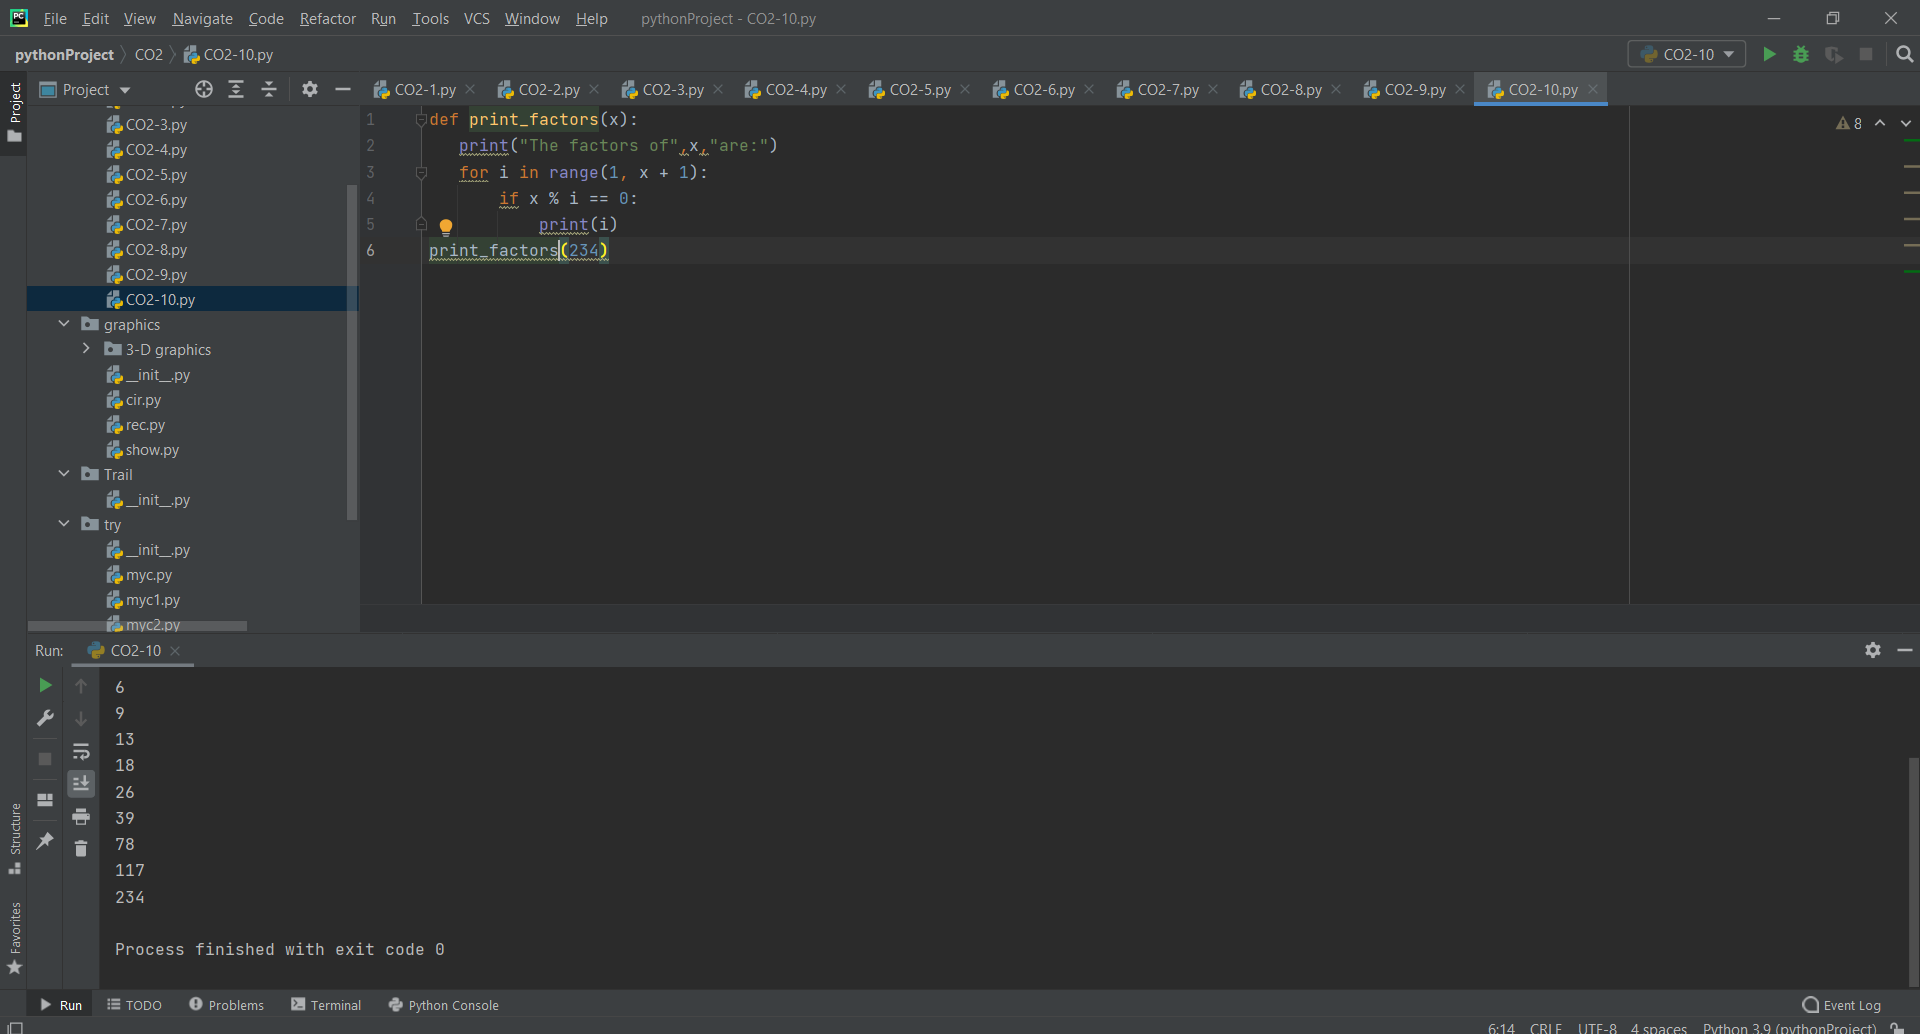 PC File Edit View Navigate Code Refactor Run Tools VCS Window Help pythonProject - CO2-10.py
pythonProject CO2 CO2-10.py CO2-10
Project
Project CO2-1.py CO2-2.py CO2-3.py CO2-4.py CO2-5.py CO2-6.py CO2-7.py CO2-8.py CO2-9.py CO2-10.py
CO2-3.py
CO2-4.py
CO2-5.py
CO2-6.py
CO2-7.py
CO2-8.py
CO2-9.py
CO2-10.py
graphics
3-D graphics
__init__.py
cir.py
rec.py
show.py
Trail
__init__.py
try
__init__.py
myc.py
myc1.py
myc2.py
1 def print_factors(x):
2 print("The factors of",x,"are:")
3 for i in range(1, x + 1):
4 if x % i == 0:
5 print(i)
6 print_factors(234)
8
Run: CO2-10
6
9
13
18
26
39
78
117
234
Process finished with exit code 0
Structure
Favorites
Run TODO Problems Terminal Python Console Event Log
6:14 CRLF UTF-8 4 spaces Python 3.9 (pythonProject)